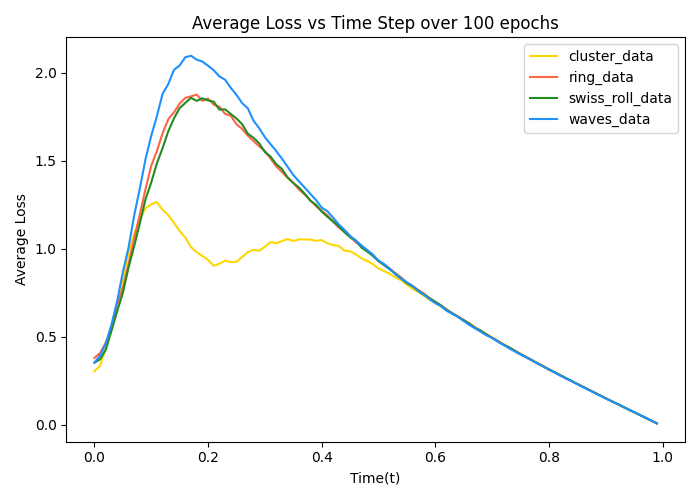 Average Loss vs Time Step over 100 epochs
cluster_data
ring_data
swiss_roll_data
waves_data
Average Loss
2.0
1.5
1.0
0.5
0.0
0.0 0.2 0.4 0.6 0.8 1.0
Time(t)